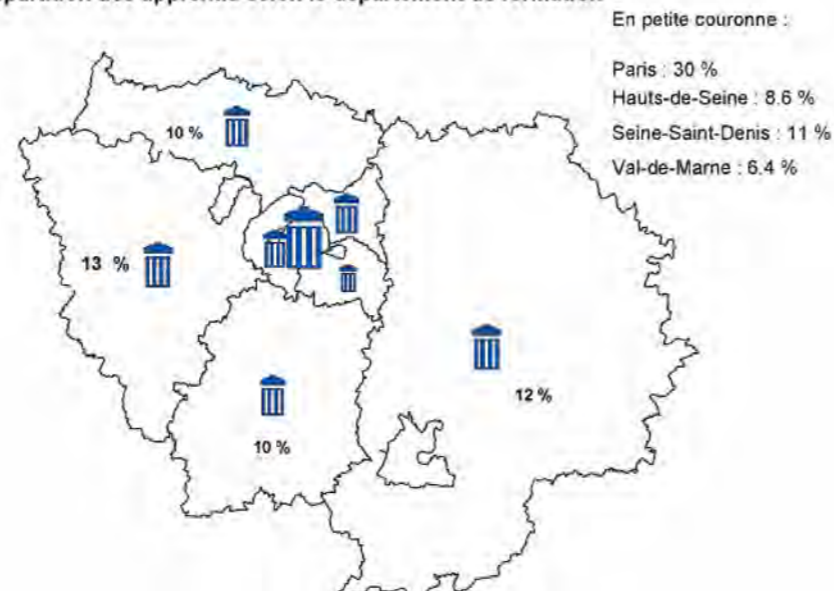 En petite couronne :
Paris : 30 %
Hauts-de-Seine : 8.6 %
Seine-Saint-Denis : 11 %
Val-de-Marne : 6.4 %
10 %
13 %
12 %
10 %